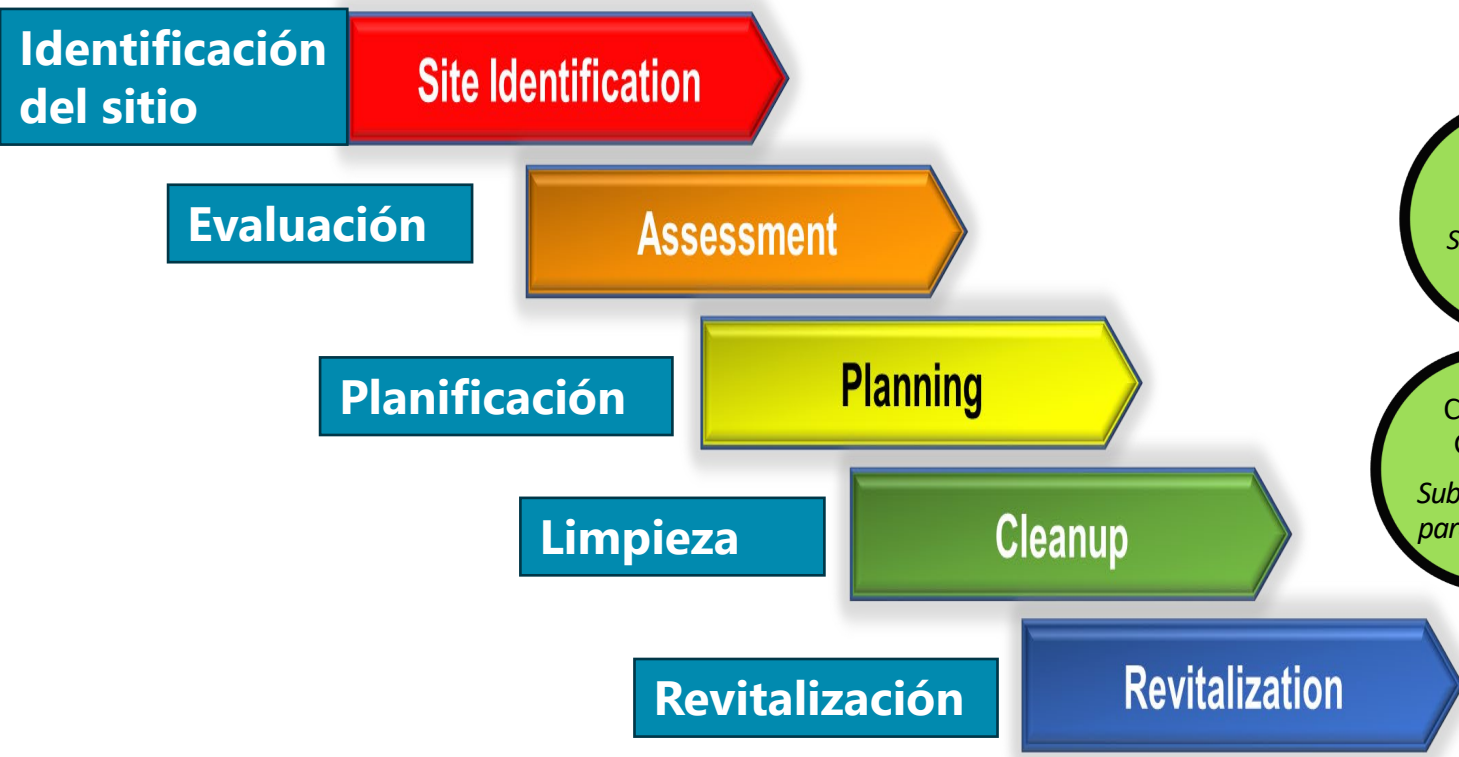 Identificación
del sitio
Site Identification
Evaluación
Assessment
Planificación
Planning
Limpieza
Cleanup
Revitalización
Revitalization